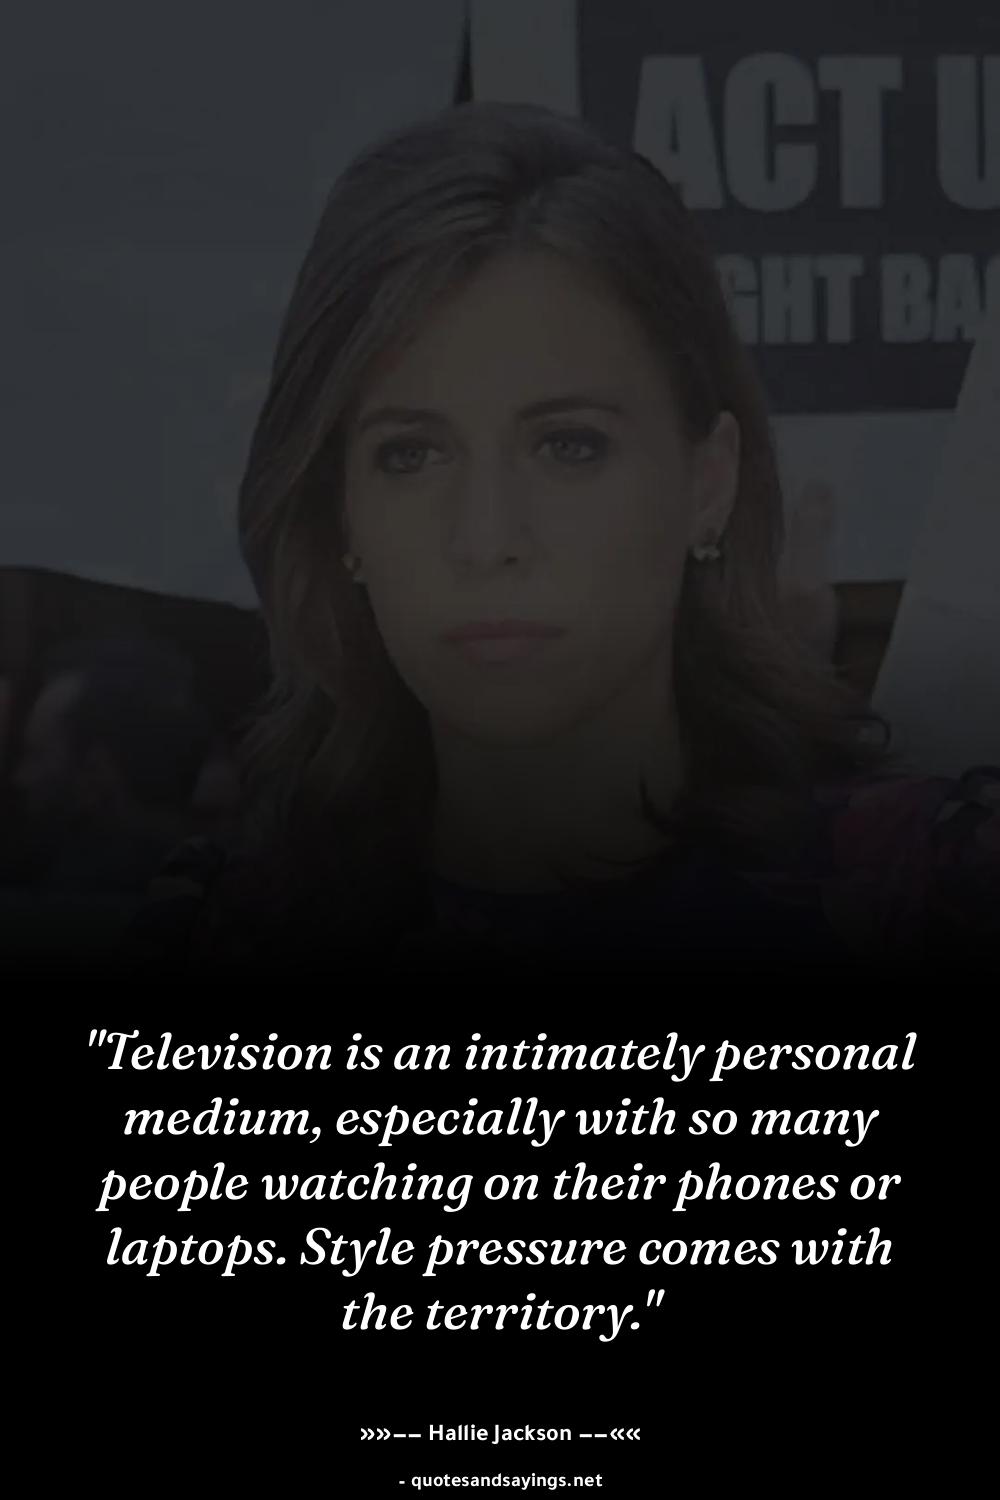 ACT U
GHT BAC
"Television is an intimately personal
medium, especially with so many
people watching on their phones or
laptops. Style pressure comes with
the territory."
»»–– Hallie Jackson ––««
- quotesandsayings.net